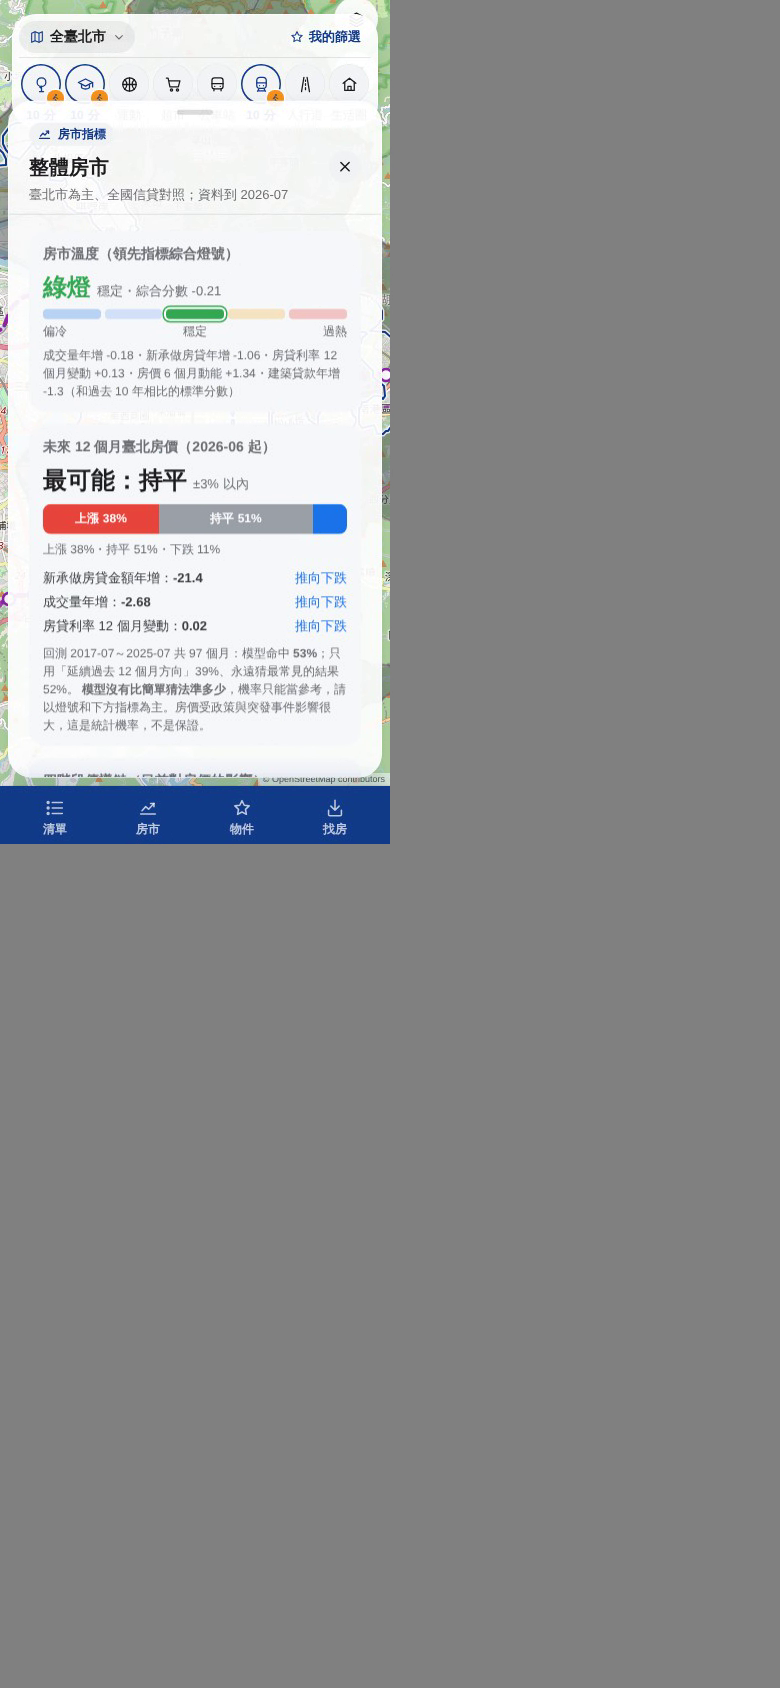 全臺北市
我的篩選
10 分 10 分 10 分
房市指標
整體房市
臺北市為主、全國信貸對照；資料到 2026-07
房市溫度（領先指標綜合燈號）
綠燈 穩定・綜合分數 -0.21
偏冷 穩定 過熱
成交量年增 -0.18・新承做房貸年增 -1.06・房貸利率 12
個月變動 +0.13・房價 6 個月動能 +1.34・建築貸款年增
-1.3（和過去 10 年相比的標準分數）
未來 12 個月臺北房價（2026-06 起）
最可能：持平 ±3% 以內
上漲 38% 持平 51%
上漲 38%・持平 51%・下跌 11%
新承做房貸金額年增：-21.4 推向下跌
成交量年增：-2.68 推向下跌
房貸利率 12 個月變動：0.02 推向下跌
回測 2017-07～2025-07 共 97 個月：模型命中 53%；只
用「延續過去 12 個月方向」39%、永遠猜最常見的結果
52%。 模型沒有比簡單猜法準多少，機率只能當參考，請
以燈號和下方指標為主。房價受政策與突發事件影響很
大，這是統計機率，不是保證。
© OpenStreetMap contributors
清單 房市 物件 找房